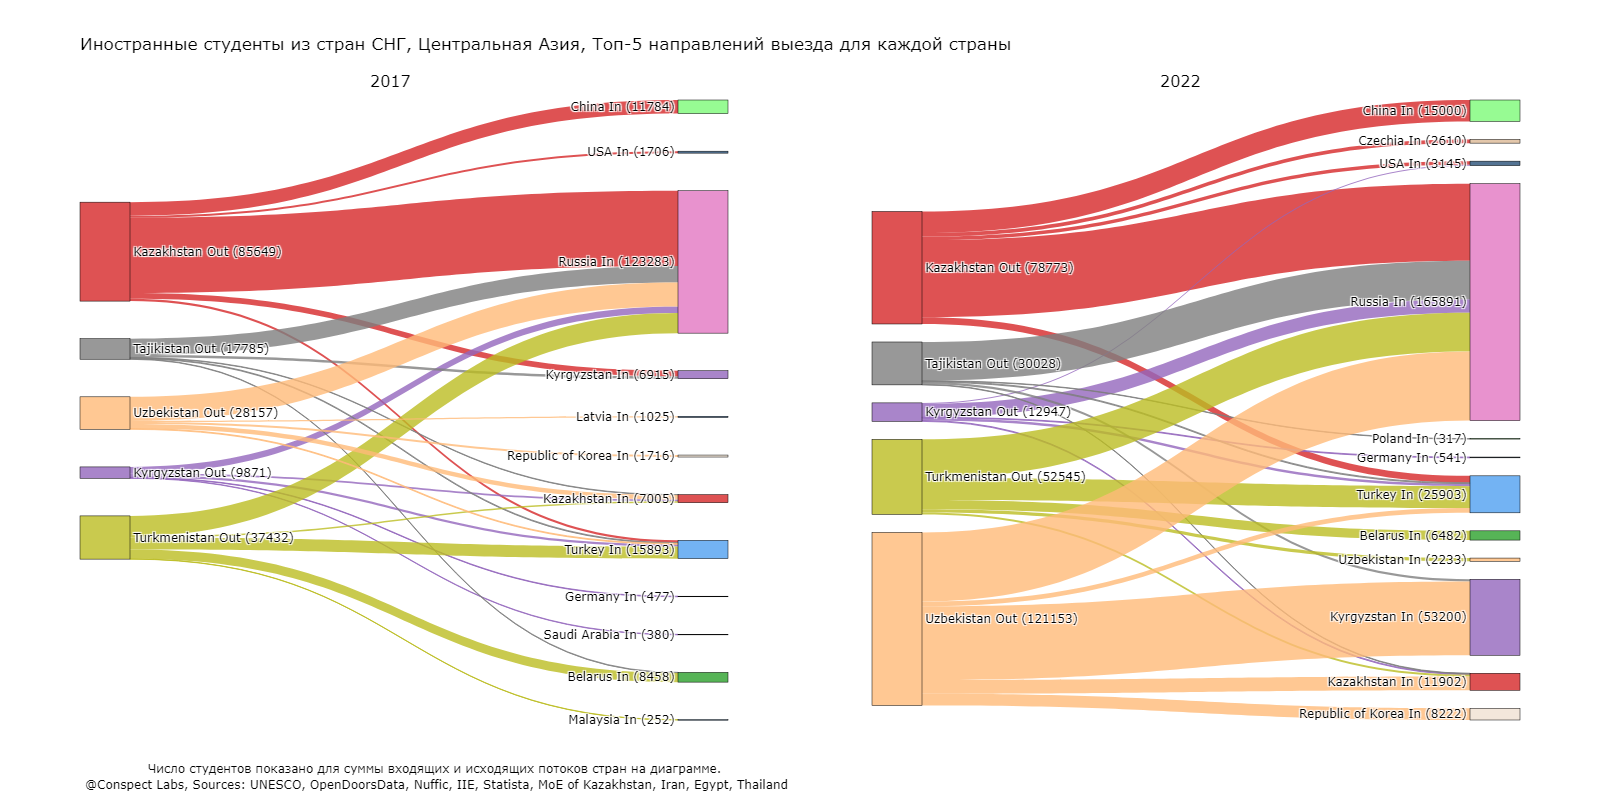 Иностранные студенты из стран СНГ, Центральная Азия, Топ-5 направлений выезда для каждой страны
2017
China In (11784)
USA In (1706)
Kazakhstan Out (85649)
Russia In (123283)
Tajikistan Out (17785)
Kyrgyzstan In (6915)
Uzbekistan Out (28157)
Latvia In (1025)
Republic of Korea In (1716)
Kyrgyzstan Out (9871)
Kazakhstan In (7005)
Turkmenistan Out (37432)
Turkey In (15893)
Germany In (477)
Saudi Arabia In (380)
Belarus In (8458)
Malaysia In (252)
2022
China In (15000)
Czechia In (2610)
USA In (3145)
Kazakhstan Out (78773)
Russia In (165891)
Tajikistan Out (30028)
Kyrgyzstan Out (12947)
Poland In (317)
Germany In (541)
Turkmenistan Out (52545)
Turkey In (25903)
Belarus In (6482)
Uzbekistan In (2233)
Uzbekistan Out (121153)
Kyrgyzstan In (53200)
Kazakhstan In (11902)
Republic of Korea In (8222)
Число студентов показано для суммы входящих и исходящих потоков стран на диаграмме.
@Conspect Labs, Sources: UNESCO, OpenDoorsData, Nuffic, IIE, Statista, MoE of Kazakhstan, Iran, Egypt, Thailand